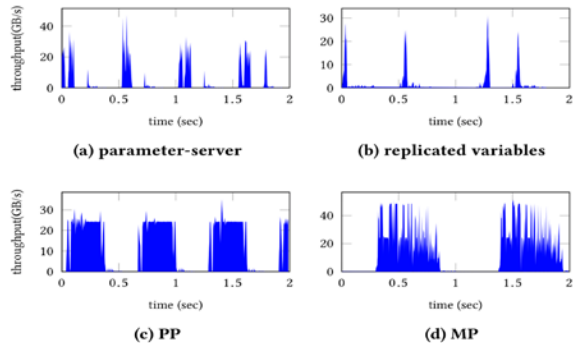 throughput(GB/s)
40
20
0
0 0.5 1 1.5 2
time (sec)
(a) parameter-server
30
20
10
0
0 0.5 1 1.5 2
time (sec)
(b) replicated variables
throughput(GB/s)
30
20
10
0
0 0.5 1 1.5 2
time (sec)
(c) PP
40
20
0
0 0.5 1 1.5 2
time (sec)
(d) MP